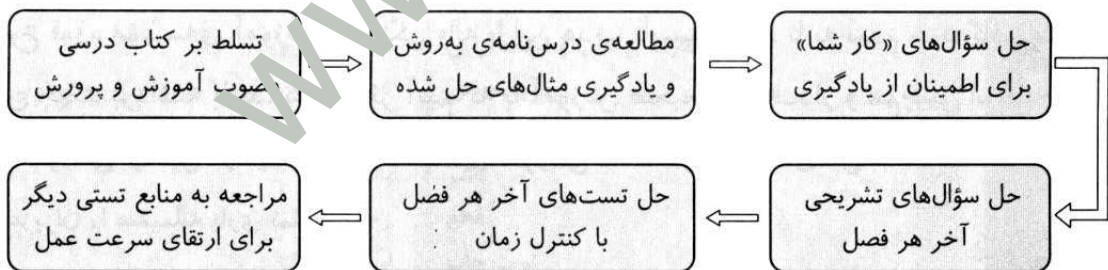 تسلط بر کتاب درسی
مصوب آموزش و پرورش
مطالعه‌ی درس‌نامه‌ی به‌روش
و یادگیری مثال‌های حل شده
حل سؤال‌های «کار شما»
برای اطمینان از یادگیری
حل سؤال‌های تشریحی
آخر هر فصل
حل تست‌های آخر هر فصل
با کنترل زمان
مراجعه به منابع تستی دیگر
برای ارتقای سرعت عمل